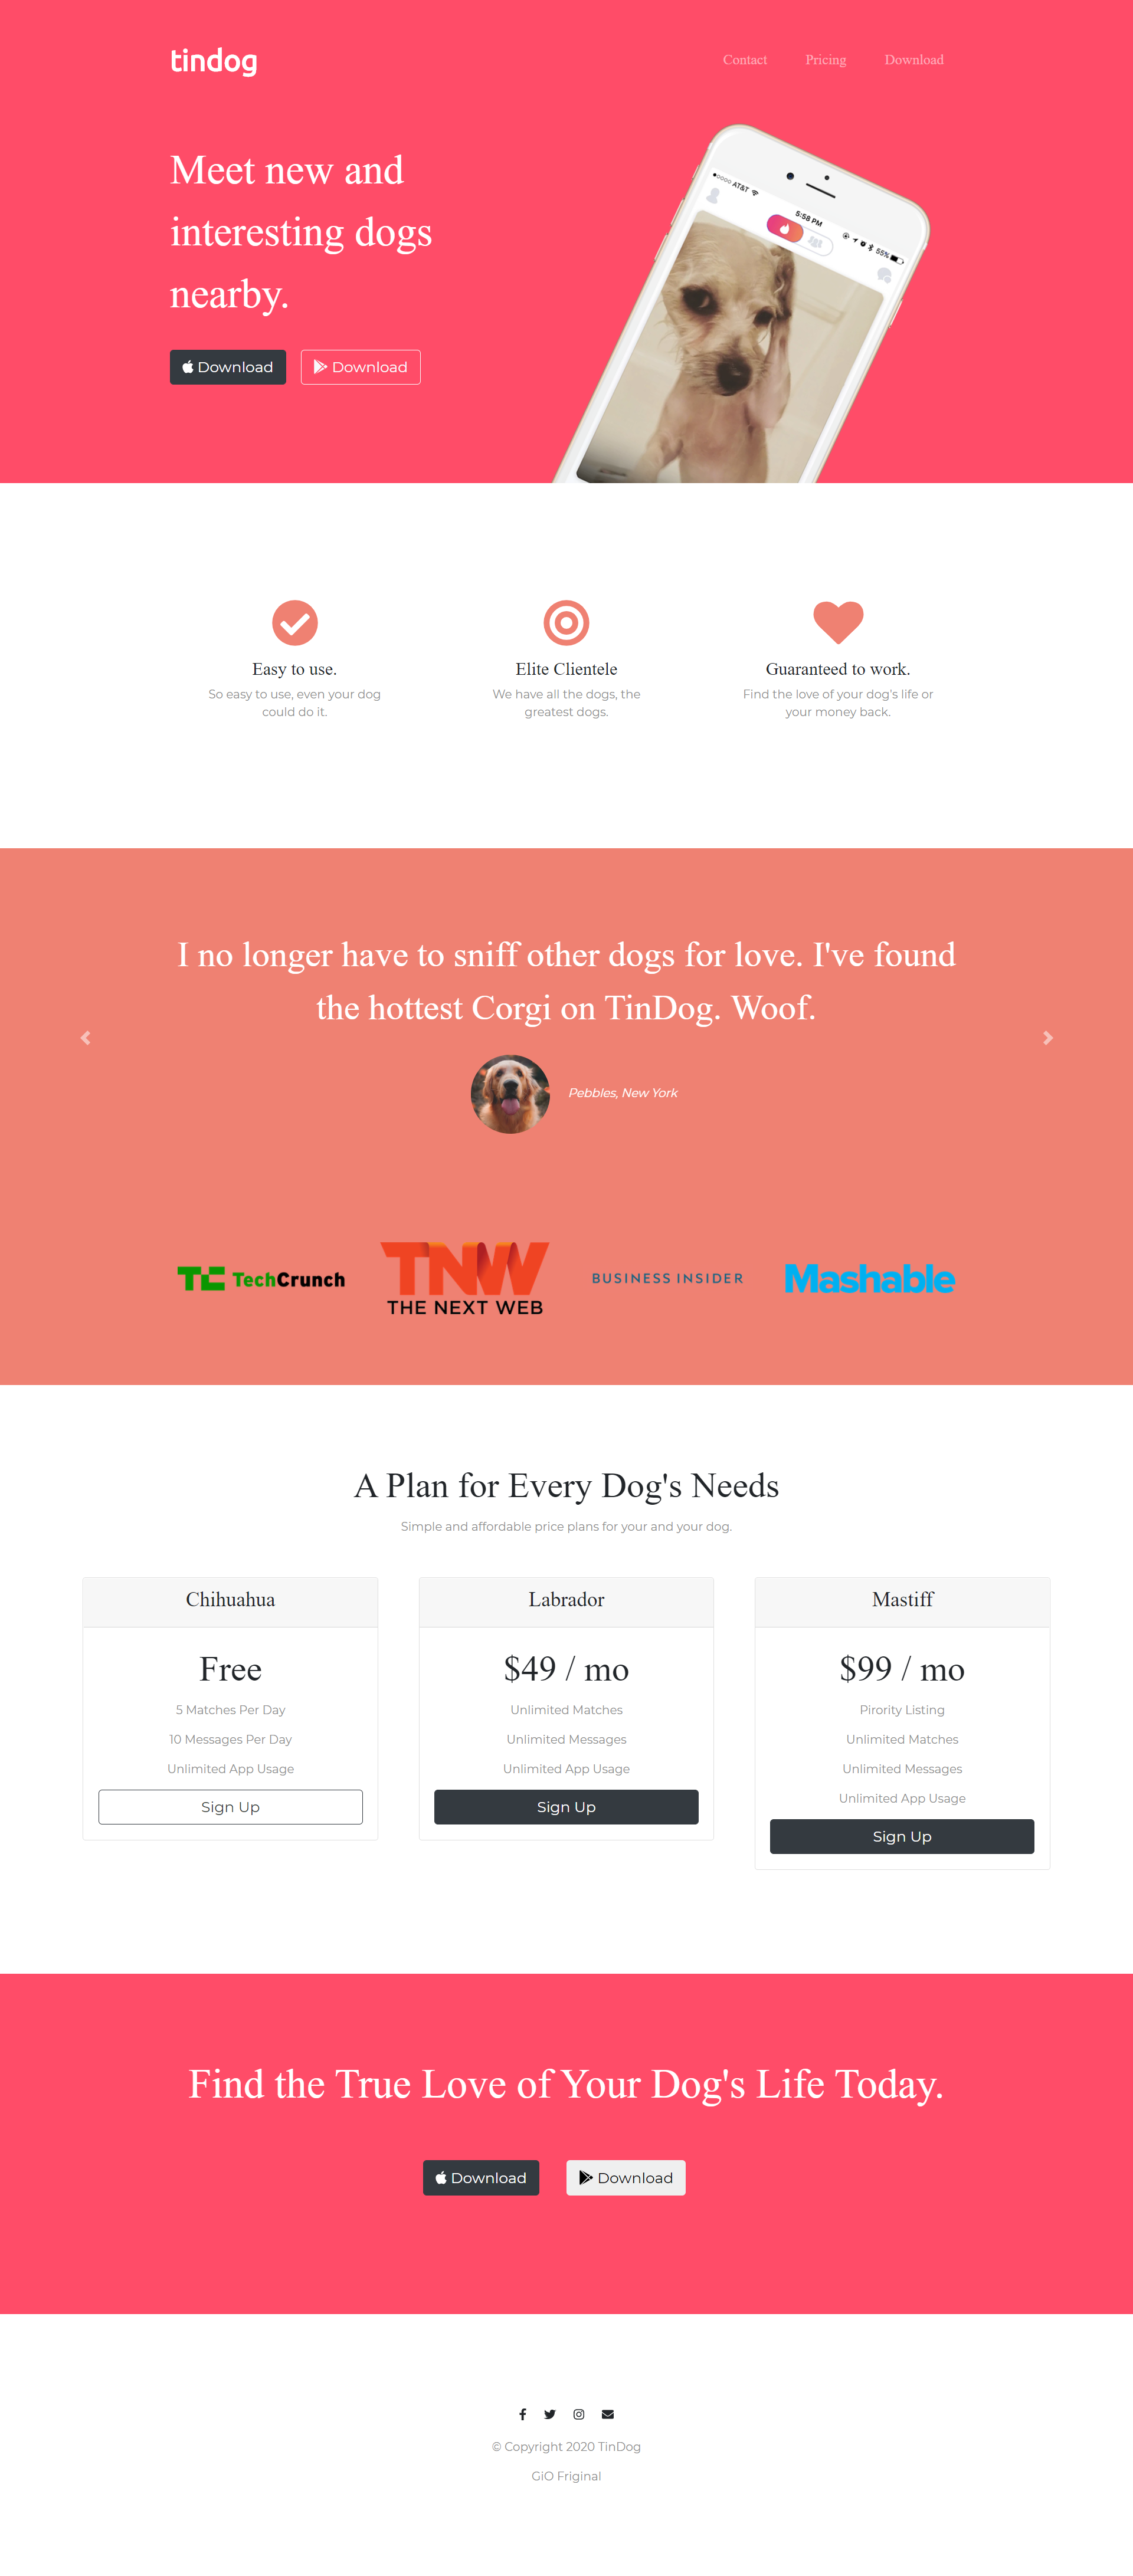 tindog
Contact Pricing Download
Meet new and
interesting dogs
nearby.
Download Download
AT&T 5:58 PM 55%
Easy to use. Elite Clientele Guaranteed to work.
So easy to use, even your dog We have all the dogs, the Find the love of your dog's life or
could do it. greatest dogs. your money back.
I no longer have to sniff other dogs for love. I've found
the hottest Corgi on TinDog. Woof.
Pebbles, New York
TC TechCrunch
TNW
THE NEXT WEB
BUSINESS INSIDER
Mashable
A Plan for Every Dog's Needs
Simple and affordable price plans for your and your dog.
Chihuahua
Free
5 Matches Per Day
10 Messages Per Day
Unlimited App Usage
Sign Up
Labrador
$49 / mo
Unlimited Matches
Unlimited Messages
Unlimited App Usage
Sign Up
Mastiff
$99 / mo
Pirority Listing
Unlimited Matches
Unlimited Messages
Unlimited App Usage
Sign Up
Find the True Love of Your Dog's Life Today.
Download Download
© Copyright 2020 TinDog
GiO Friginal